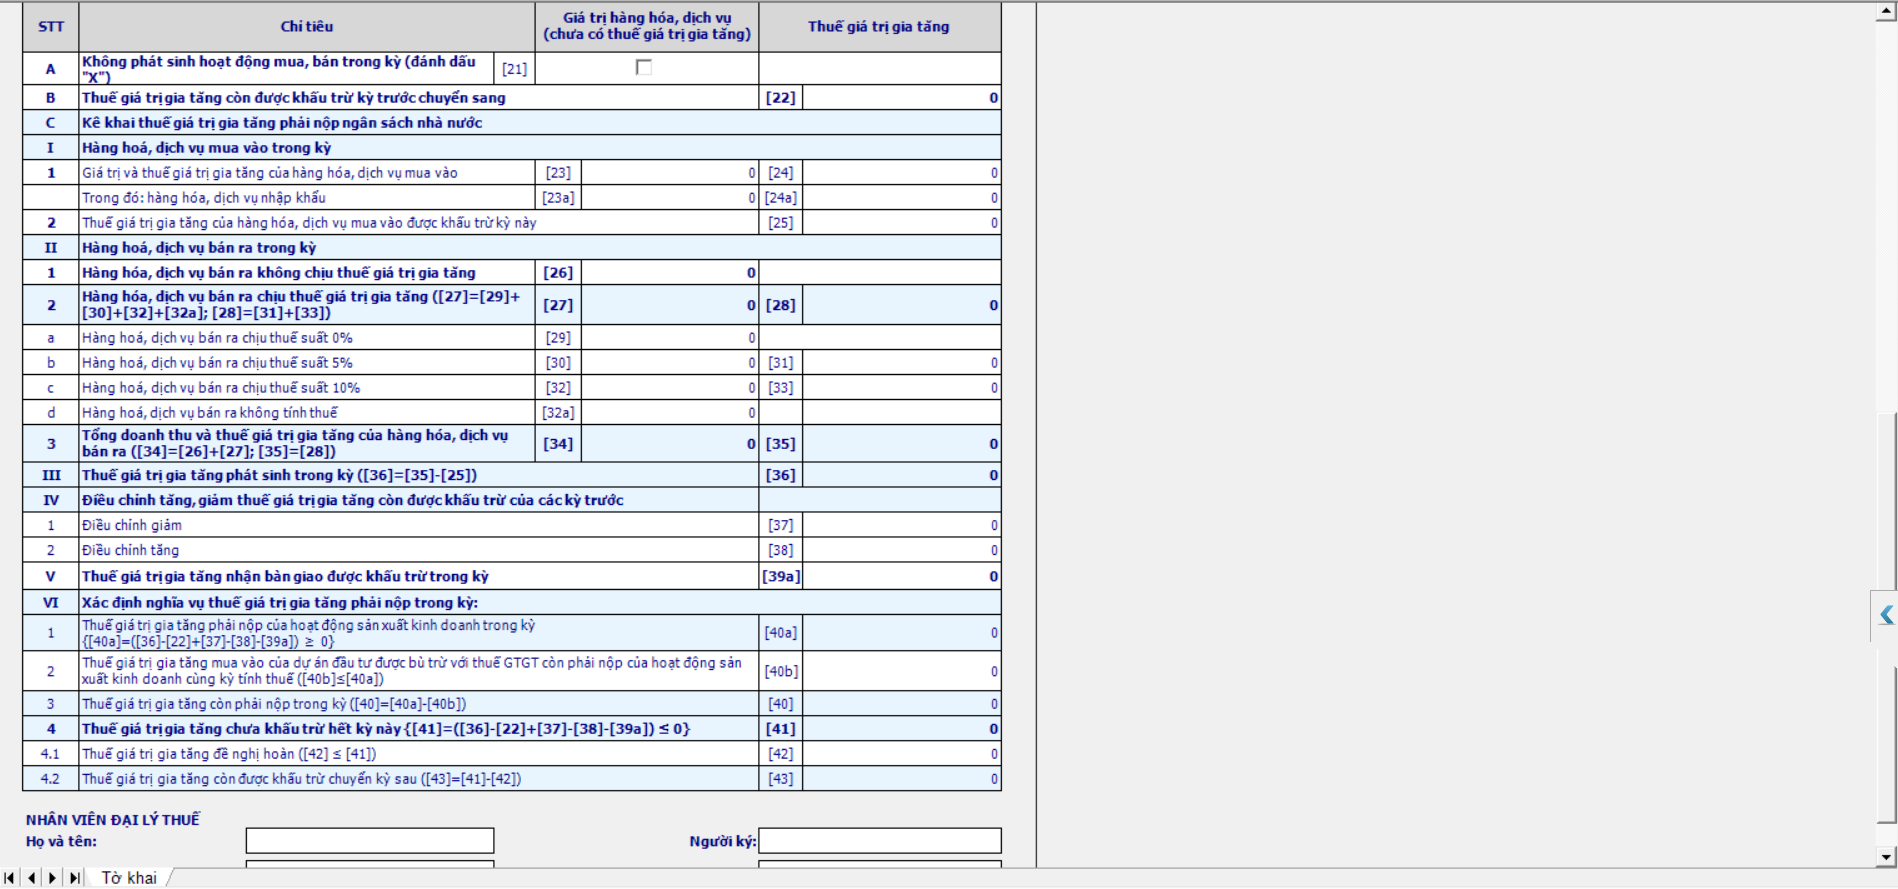 STT Chỉ tiêu Giá trị hàng hóa, dịch vụ Thuế giá trị gia tăng
(chưa có thuế giá trị gia tăng)
A Không phát sinh hoạt động mua, bán trong kỳ (đánh dấu [21]
"X")
B Thuế giá trị gia tăng còn được khấu trừ kỳ trước chuyển sang [22] 0
C Kê khai thuế giá trị gia tăng phải nộp ngân sách nhà nước
I Hàng hoá, dịch vụ mua vào trong kỳ
1 Giá trị và thuế giá trị gia tăng của hàng hóa, dịch vụ mua vào [23] 0 [24] 0
Trong đó: hàng hóa, dịch vụ nhập khẩu [23a] 0 [24a] 0
2 Thuế giá trị gia tăng của hàng hóa, dịch vụ mua vào được khấu trừ kỳ này [25] 0
II Hàng hoá, dịch vụ bán ra trong kỳ
1 Hàng hóa, dịch vụ bán ra không chịu thuế giá trị gia tăng [26] 0
2 Hàng hóa, dịch vụ bán ra chịu thuế giá trị gia tăng ([27]=[29]+ [27] 0 [28] 0
[30]+[32]+[32a]; [28]=[31]+[33])
a Hàng hoá, dịch vụ bán ra chịu thuế suất 0% [29] 0
b Hàng hoá, dịch vụ bán ra chịu thuế suất 5% [30] 0 [31] 0
c Hàng hoá, dịch vụ bán ra chịu thuế suất 10% [32] 0 [33] 0
d Hàng hoá, dịch vụ bán ra không tính thuế [32a] 0
3 Tổng doanh thu và thuế giá trị gia tăng của hàng hóa, dịch vụ [34] 0 [35] 0
bán ra ([34]=[26]+[27]; [35]=[28])
III Thuế giá trị gia tăng phát sinh trong kỳ ([36]=[35]-[25]) [36] 0
IV Điều chỉnh tăng, giảm thuế giá trị gia tăng còn được khấu trừ của các kỳ trước
1 Điều chỉnh giảm [37] 0
2 Điều chỉnh tăng [38] 0
V Thuế giá trị gia tăng nhận bàn giao được khấu trừ trong kỳ [39a] 0
VI Xác định nghĩa vụ thuế giá trị gia tăng phải nộp trong kỳ:
1 Thuế giá trị gia tăng phải nộp của hoạt động sản xuất kinh doanh trong kỳ [40a] 0
{[40a]=([36]-[22]+[37]-[38]-[39a]) ≥ 0}
2 Thuế giá trị gia tăng mua vào của dự án đầu tư được bù trừ với thuế GTGT còn phải nộp của hoạt động sản [40b] 0
xuất kinh doanh cùng kỳ tính thuế ([40b]≤[40a])
3 Thuế giá trị gia tăng còn phải nộp trong kỳ ([40]=[40a]-[40b]) [40] 0
4 Thuế giá trị gia tăng chưa khấu trừ hết kỳ này {[41]=([36]-[22]+[37]-[38]-[39a]) ≤ 0} [41] 0
4.1 Thuế giá trị gia tăng đề nghị hoàn ([42] ≤ [41]) [42] 0
4.2 Thuế giá trị gia tăng còn được khấu trừ chuyển kỳ sau ([43]=[41]-[42]) [43] 0
NHÂN VIÊN ĐẠI LÝ THUẾ
Họ và tên: Người ký:
Tờ khai